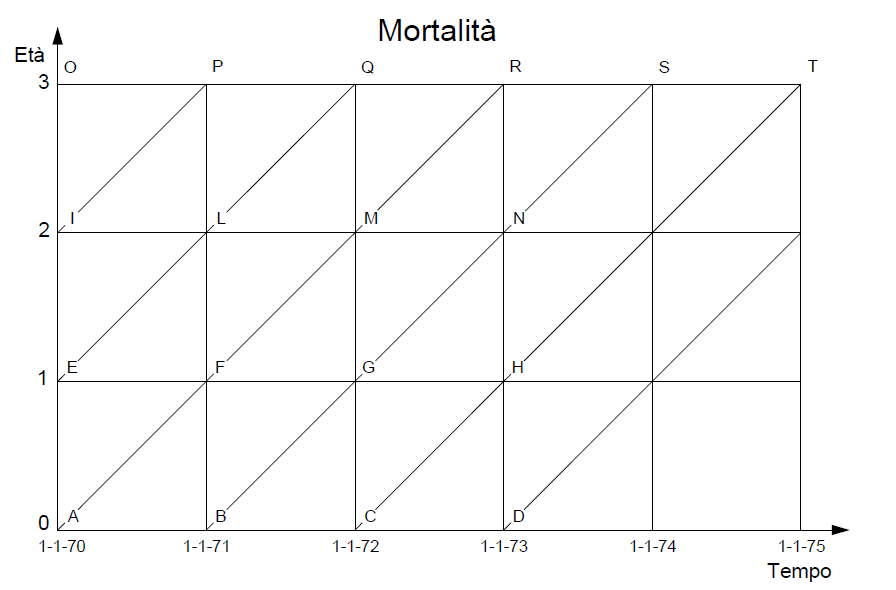 Mortalità
Età
O P Q R S T
3
I L M N
2
E F G H
1
A B C D
0
1-1-70 1-1-71 1-1-72 1-1-73 1-1-74 1-1-75
Tempo